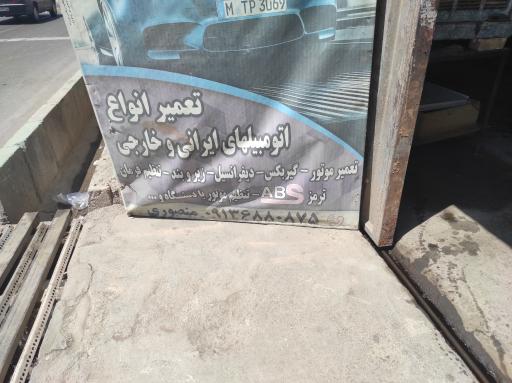 M TP 3069
تعمیر انواع
اتومبیلهای ایرانی و خارجی
تعمیر موتور - گیربکس - دیفرانسیل - زیر و بند - تنظیم فرمان
ترمز ABS - تنظیم موتور با دستگاه و ...
۰۹۱۳۶۸۸۰۸۷۵ منصوری